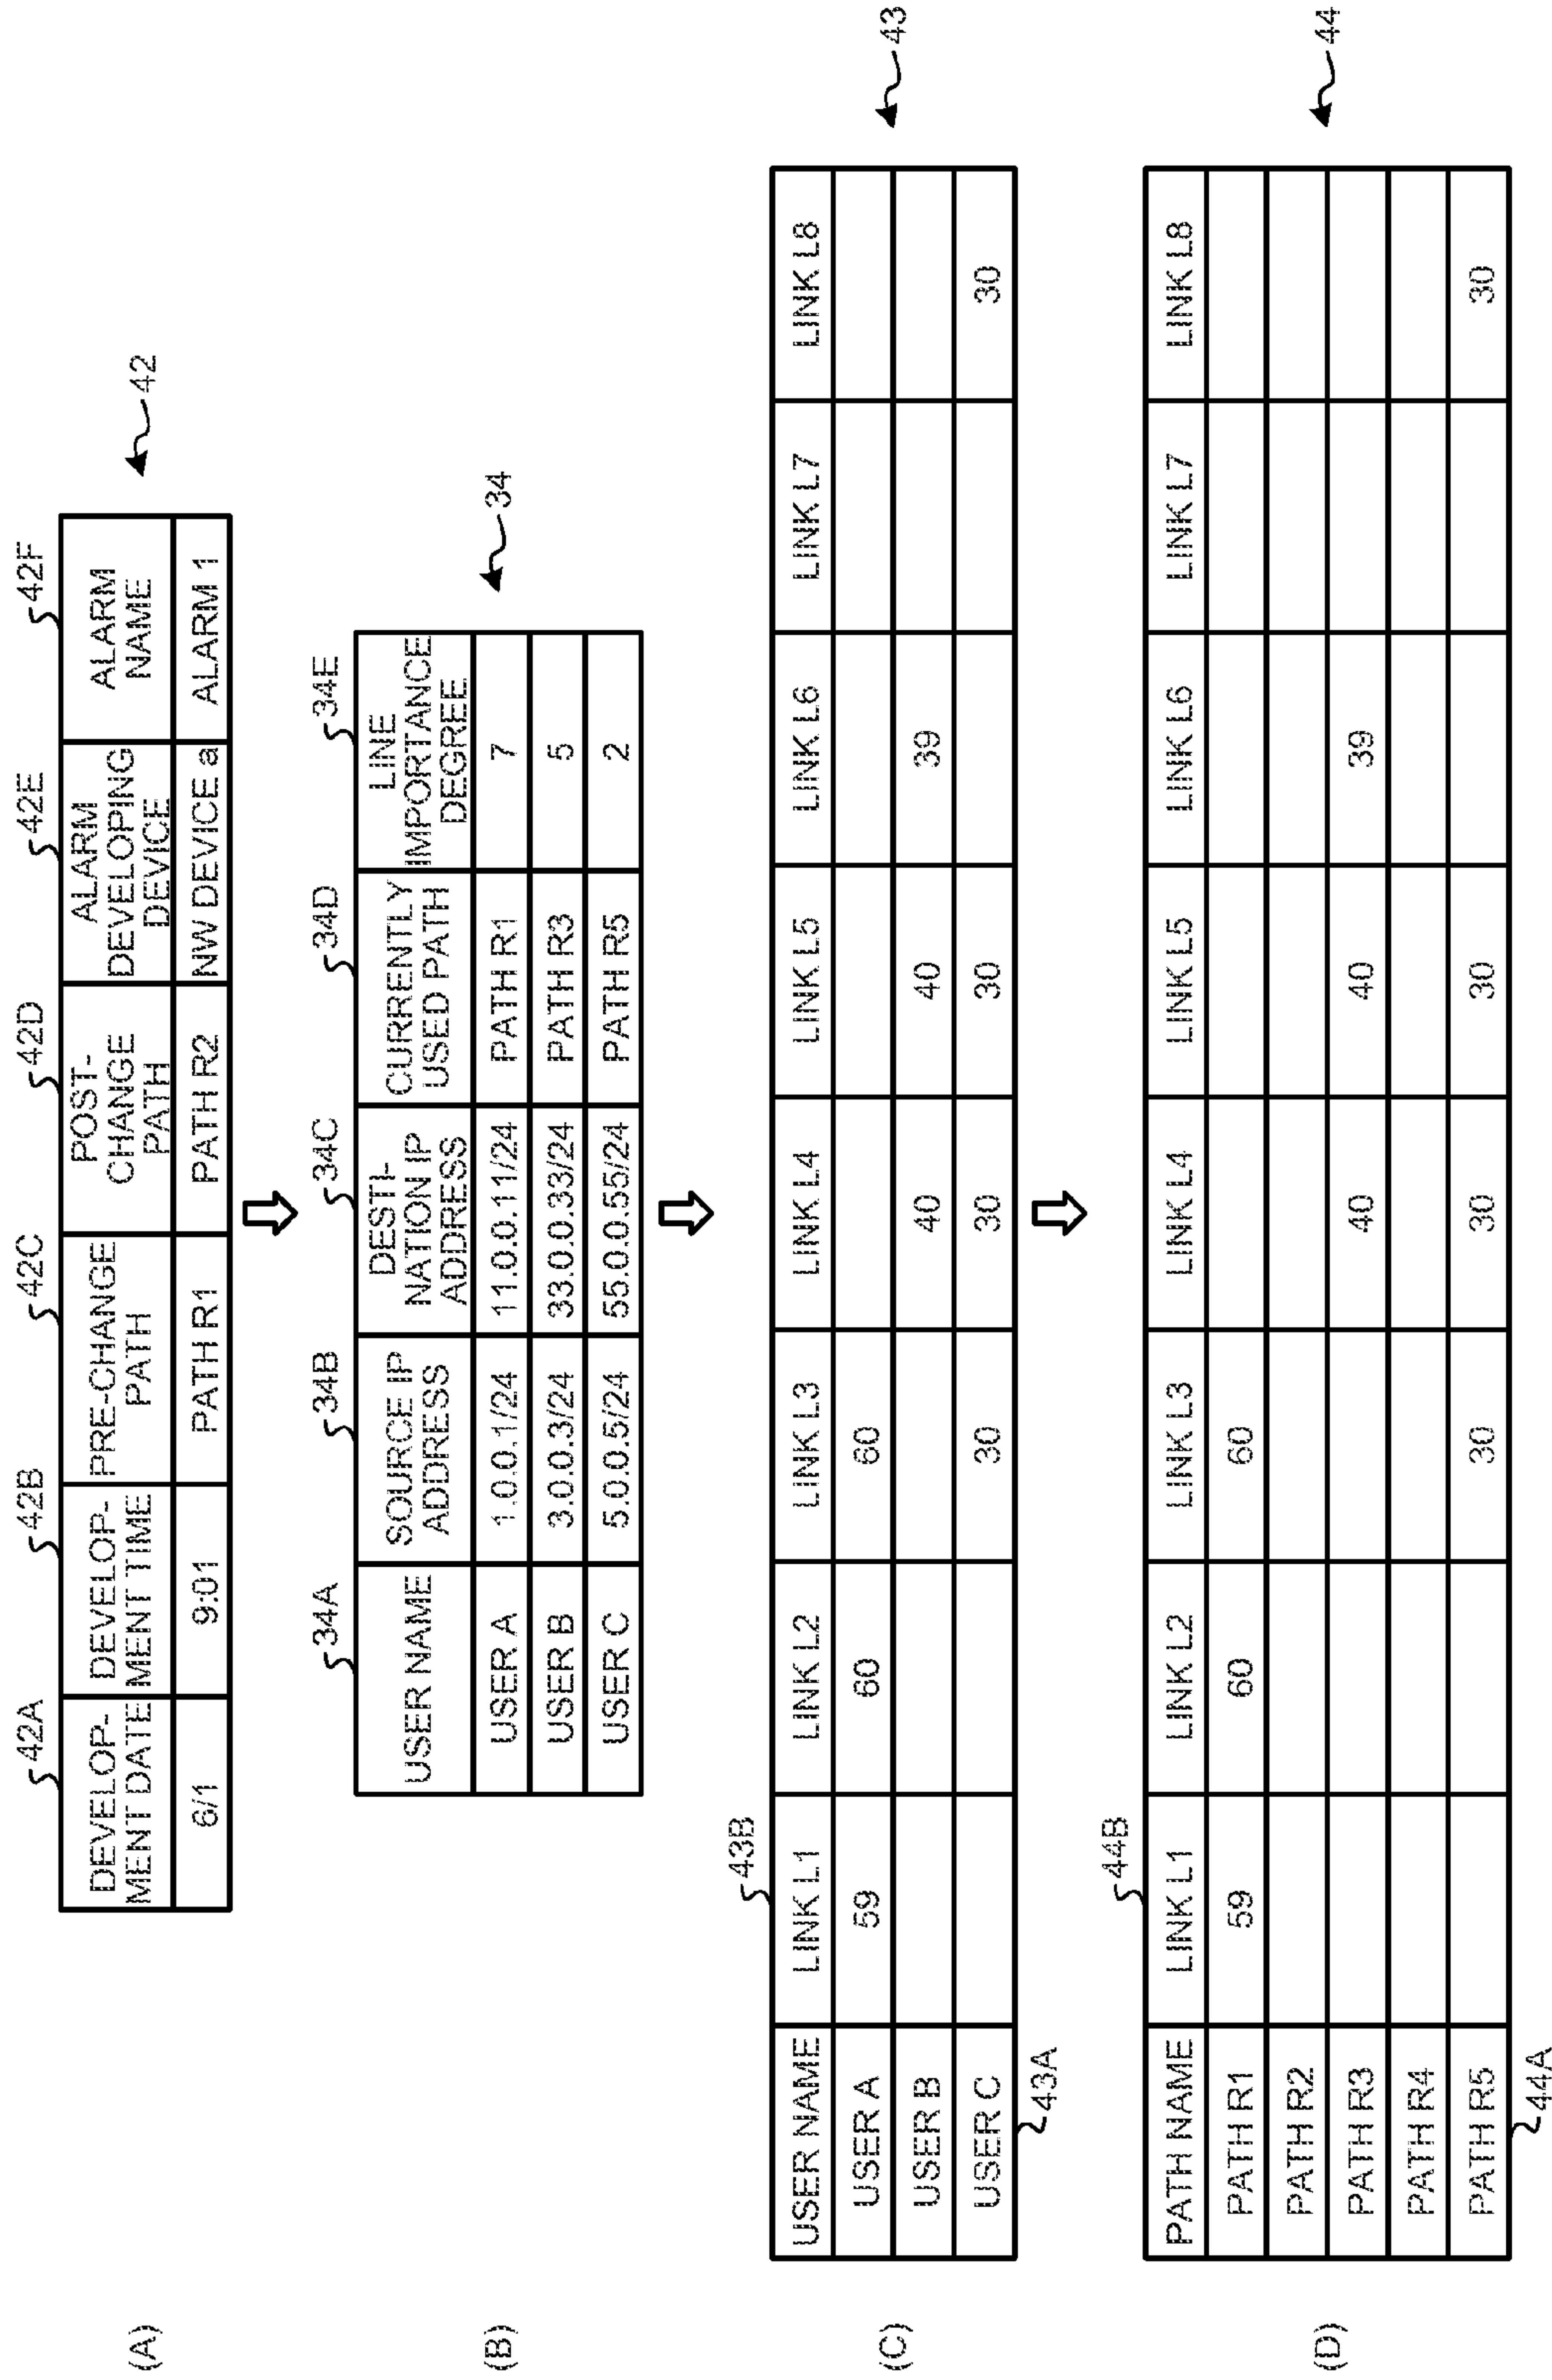 (A)
42
42A 42B 42C 42D 42E 42F
DEVELOP-MENT DATE DEVELOP-MENT TIME PRE-CHANGE PATH POST-CHANGE PATH ALARM DEVELOPING DEVICE ALARM NAME
6/1 9:01 PATH R1 PATH R2 NW DEVICE a ALARM 1
(B)
34
34A 34B 34C 34D 34E
USER NAME SOURCE IP ADDRESS DESTI-NATION IP ADDRESS CURRENTLY USED PATH LINE IMPORTANCE DEGREE
USER A 1.0.0.1/24 11.0.0.11/24 PATH R1 7
USER B 3.0.0.3/24 33.0.0.33/24 PATH R3 5
USER C 5.0.0.5/24 55.0.0.55/24 PATH R5 2
(C)
43
43B
USER NAME LINK L1 LINK L2 LINK L3 LINK L4 LINK L5 LINK L6 LINK L7 LINK L8
USER A 59 60 60
USER B 40 40 39
USER C 30 30 30 30
43A
(D)
44
44B
PATH NAME LINK L1 LINK L2 LINK L3 LINK L4 LINK L5 LINK L6 LINK L7 LINK L8
PATH R1 59 60 60
PATH R2
PATH R3 40 40 39
PATH R4
PATH R5 30 30 30 30
44A